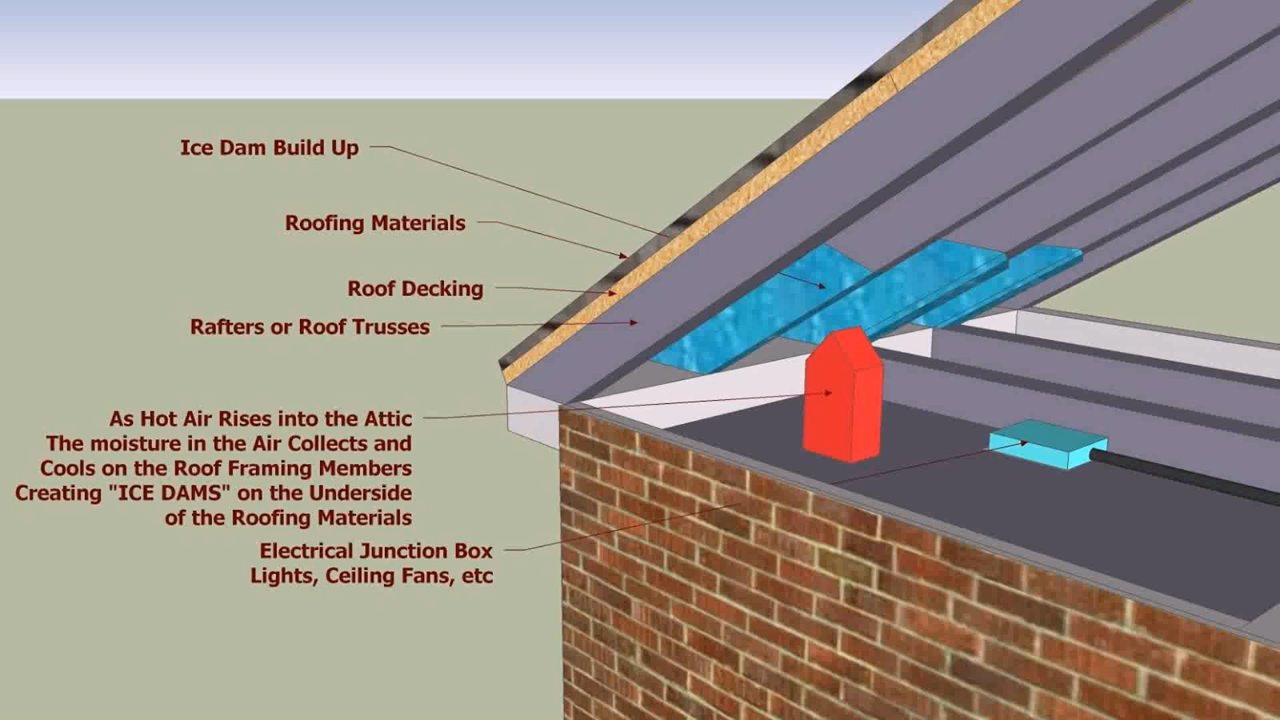 Ice Dam Build Up
Roofing Materials
Roof Decking
Rafters or Roof Trusses
As Hot Air Rises into the Attic
The moisture in the Air Collects and
Cools on the Roof Framing Members
Creating "ICE DAMS" on the Underside
of the Roofing Materials
Electrical Junction Box
Lights, Ceiling Fans, etc